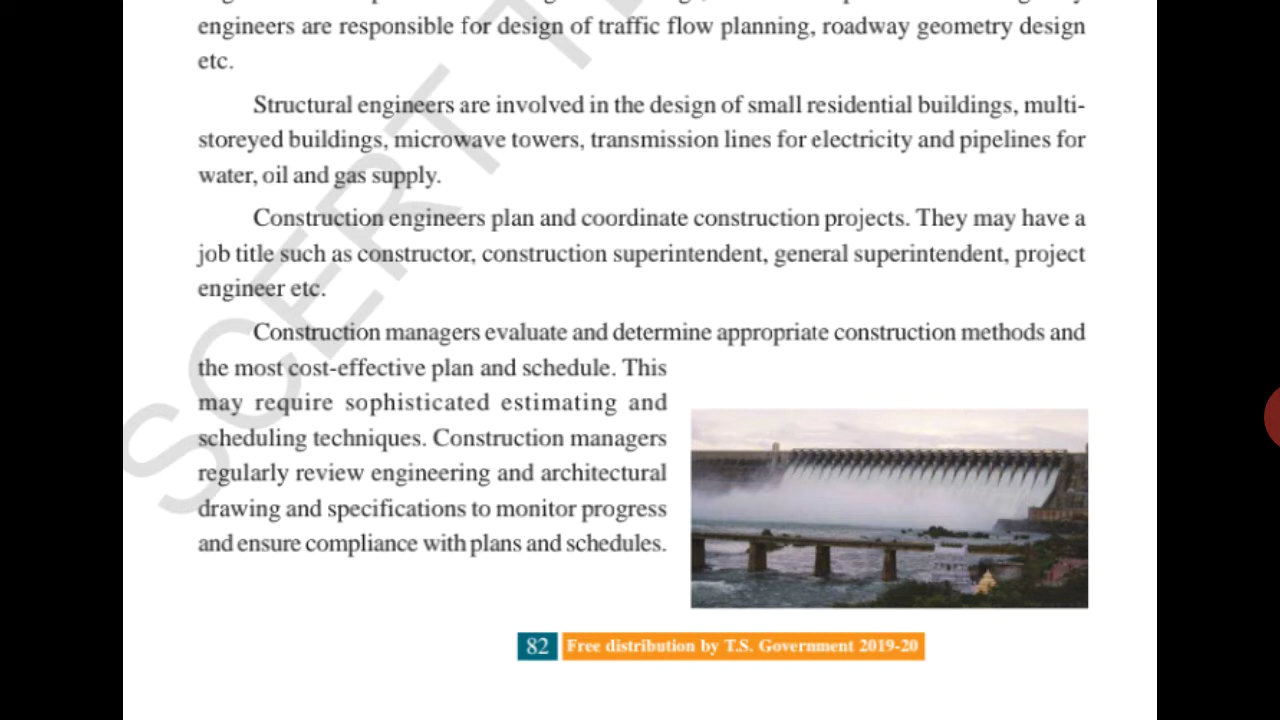 engineers are responsible for design of traffic flow planning, roadway geometry design
etc.
Structural engineers are involved in the design of small residential buildings, multi-
storeyed buildings, microwave towers, transmission lines for electricity and pipelines for
water, oil and gas supply.
Construction engineers plan and coordinate construction projects. They may have a
job title such as constructor, construction superintendent, general superintendent, project
engineer etc.
Construction managers evaluate and determine appropriate construction methods and
the most cost-effective plan and schedule. This
may require sophisticated estimating and
scheduling techniques. Construction managers
regularly review engineering and architectural
drawing and specifications to monitor progress
and ensure compliance with plans and schedules.
82 Free distribution by T.S. Government 2019-20
SCERT T